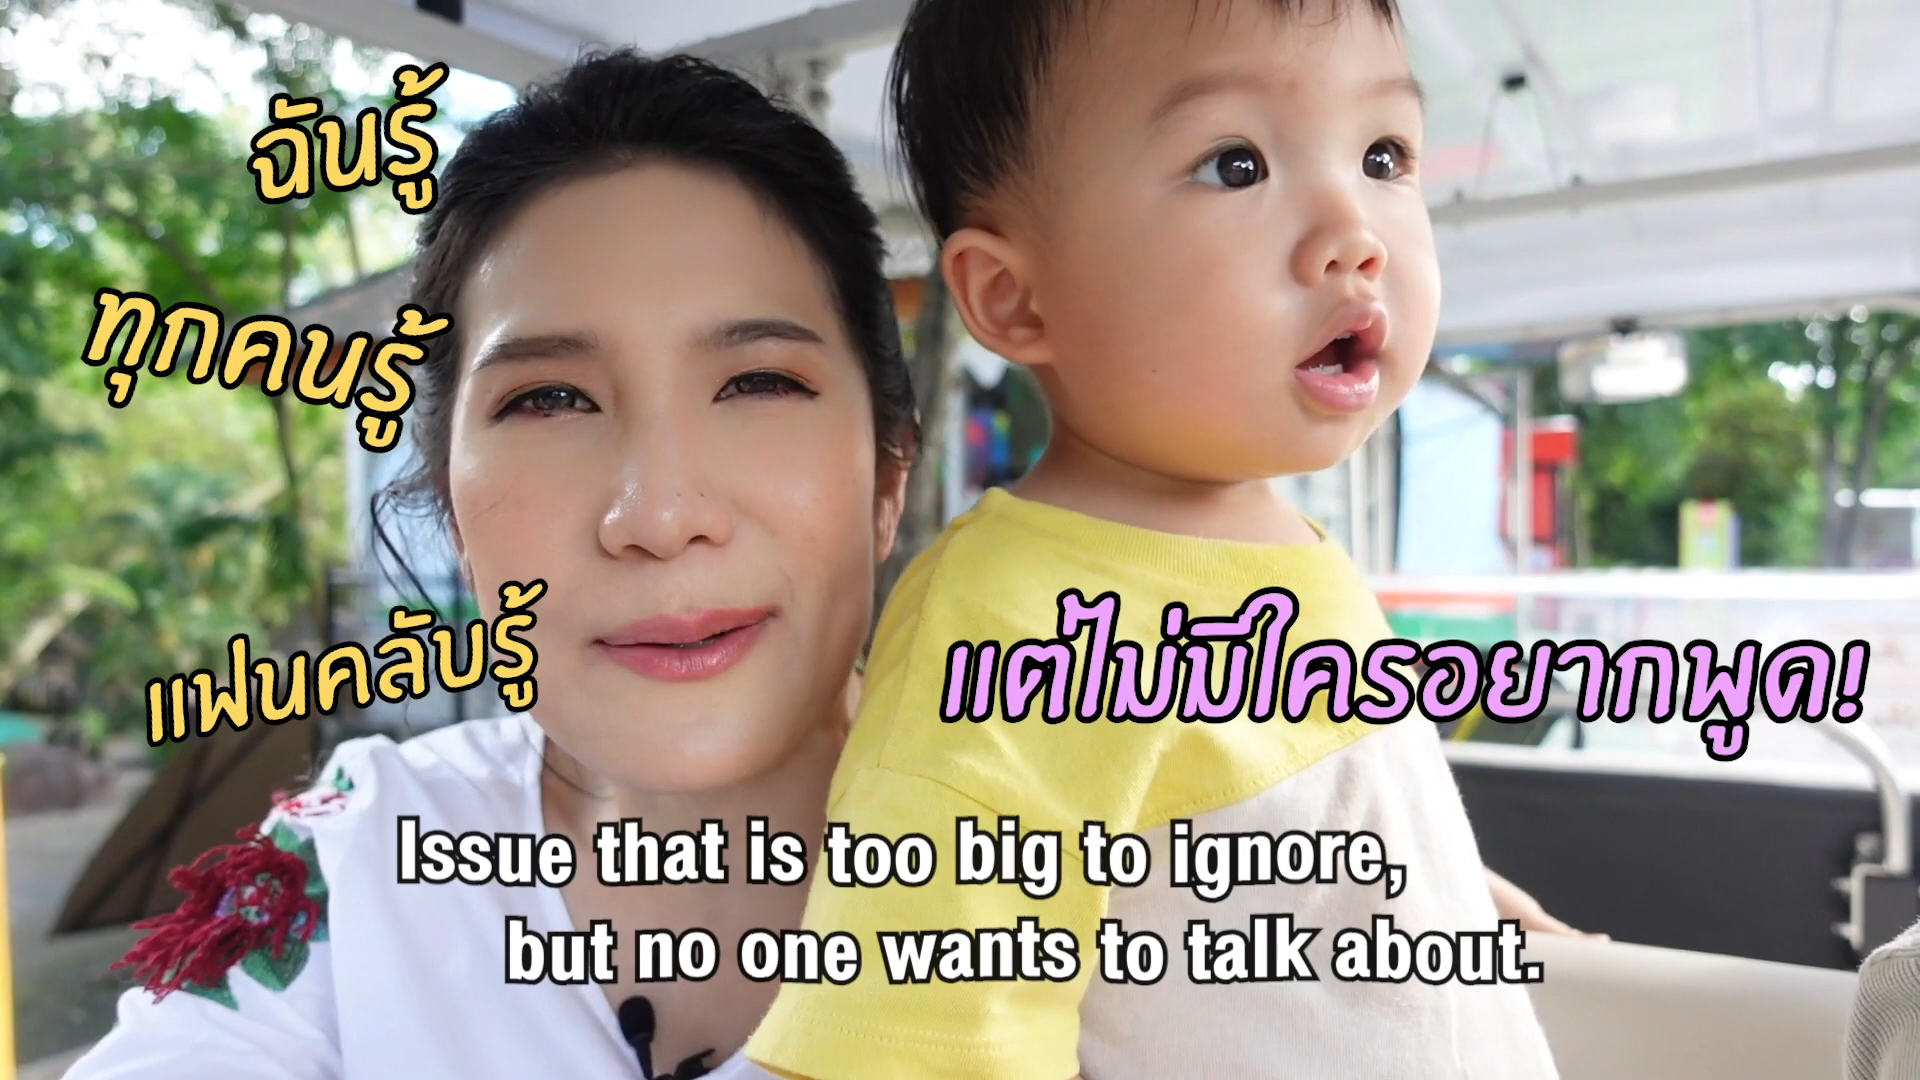 ฉันรู้
ทุกคนรู้
แฟนคลับรู้
แต่ไม่มีใครอยากพูด!
Issue that is too big to ignore,
but no one wants to talk about.